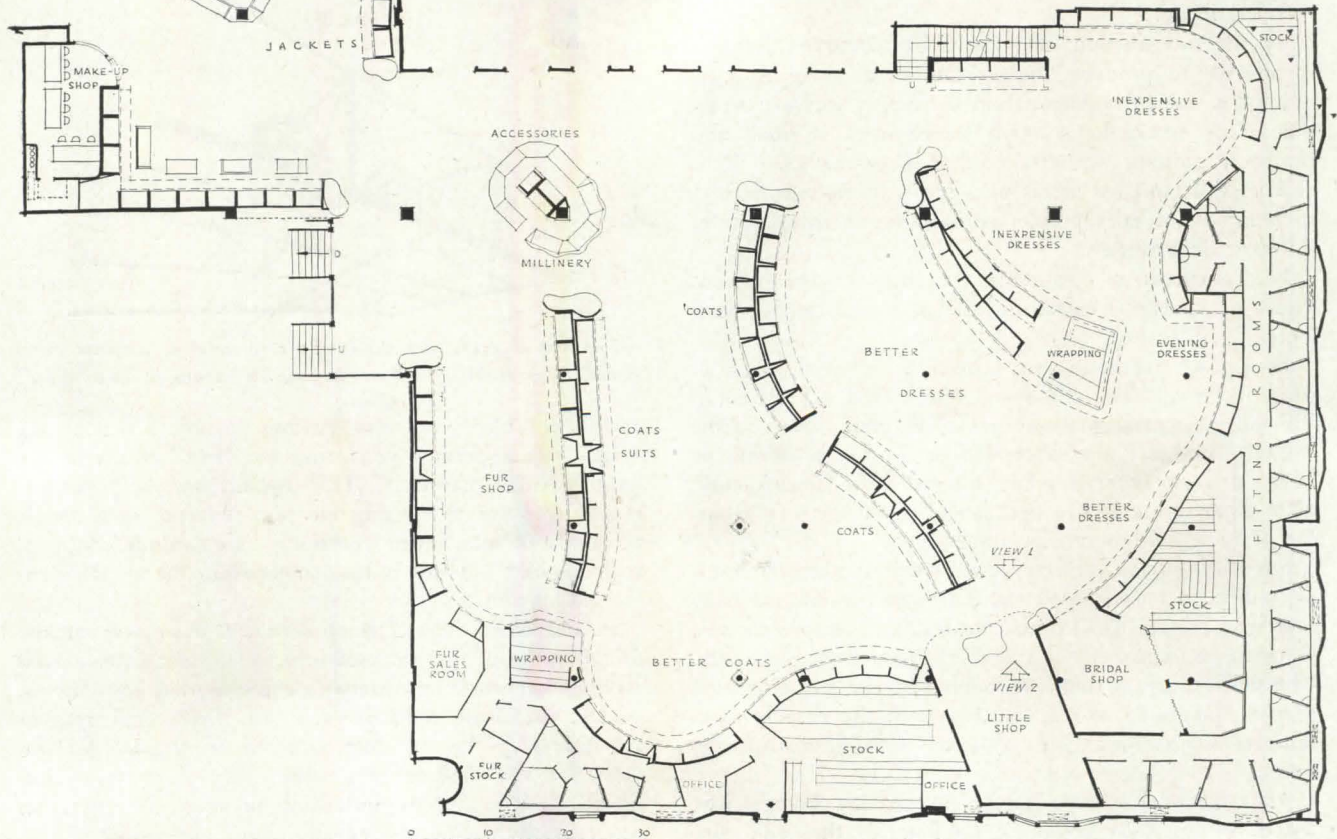 JACKETS
STOCK
MAKE-UP
SHOP
INEXPENSIVE
DRESSES
D
U
ACCESSORIES
INEXPENSIVE
DRESSES
D
MILLINERY
COATS
U
BETTER
DRESSES
WRAPPING
EVENING
DRESSES
FITTING ROOMS
COATS
SUITS
FUR
SHOP
BETTER
DRESSES
COATS
VIEW 1
STOCK
FUR
SALES
ROOM
WRAPPING
BETTER COATS
VIEW 2
BRIDAL
SHOP
LITTLE
SHOP
STOCK
FUR
STOCK
OFFICE
OFFICE
0 10 20 30